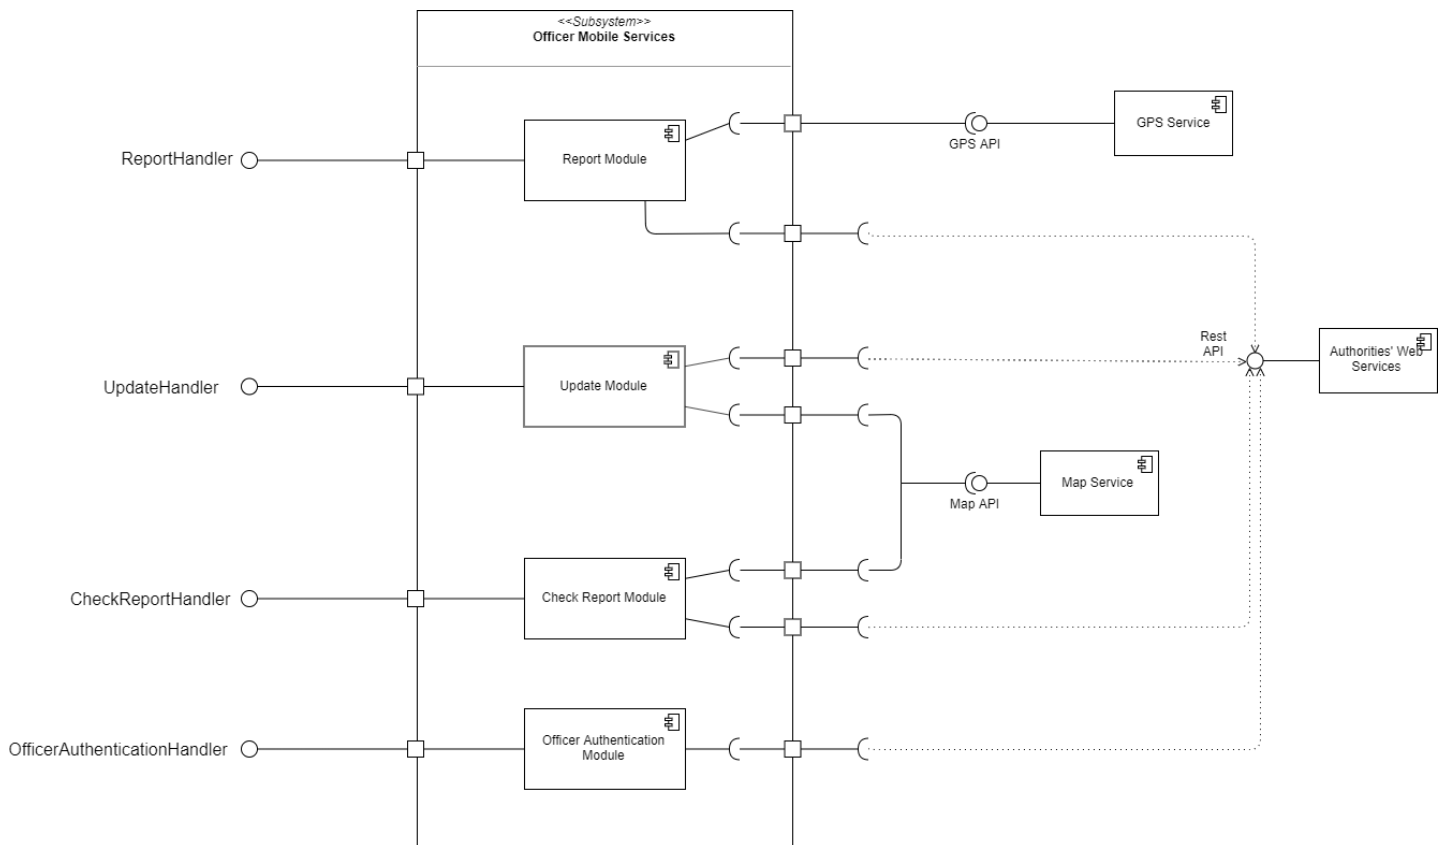 <<Subsystem>>
Officer Mobile Services
GPS Service
GPS API
ReportHandler
Report Module
Rest
API
Authorities' Web
Services
UpdateHandler
Update Module
Map Service
Map API
CheckReportHandler
Check Report Module
OfficerAuthenticationHandler
Officer Authentication
Module